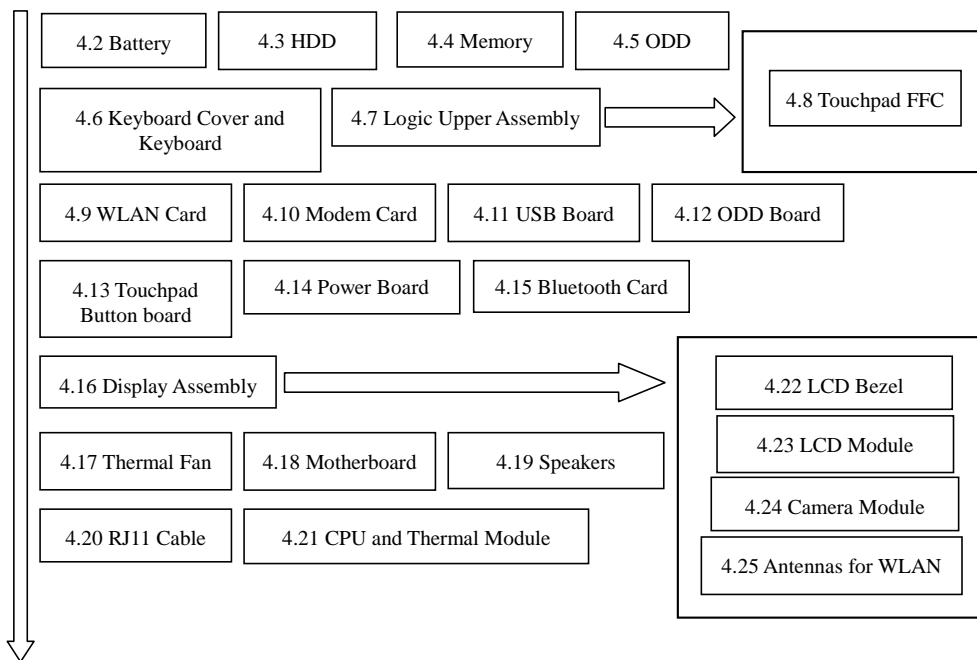 4.2 Battery
4.3 HDD
4.4 Memory
4.5 ODD
4.6 Keyboard Cover and
Keyboard
4.7 Logic Upper Assembly
4.8 Touchpad FFC
4.9 WLAN Card
4.10 Modem Card
4.11 USB Board
4.12 ODD Board
4.13 Touchpad
Button board
4.14 Power Board
4.15 Bluetooth Card
4.16 Display Assembly
4.22 LCD Bezel
4.23 LCD Module
4.24 Camera Module
4.25 Antennas for WLAN
4.17 Thermal Fan
4.18 Motherboard
4.19 Speakers
4.20 RJ11 Cable
4.21 CPU and Thermal Module